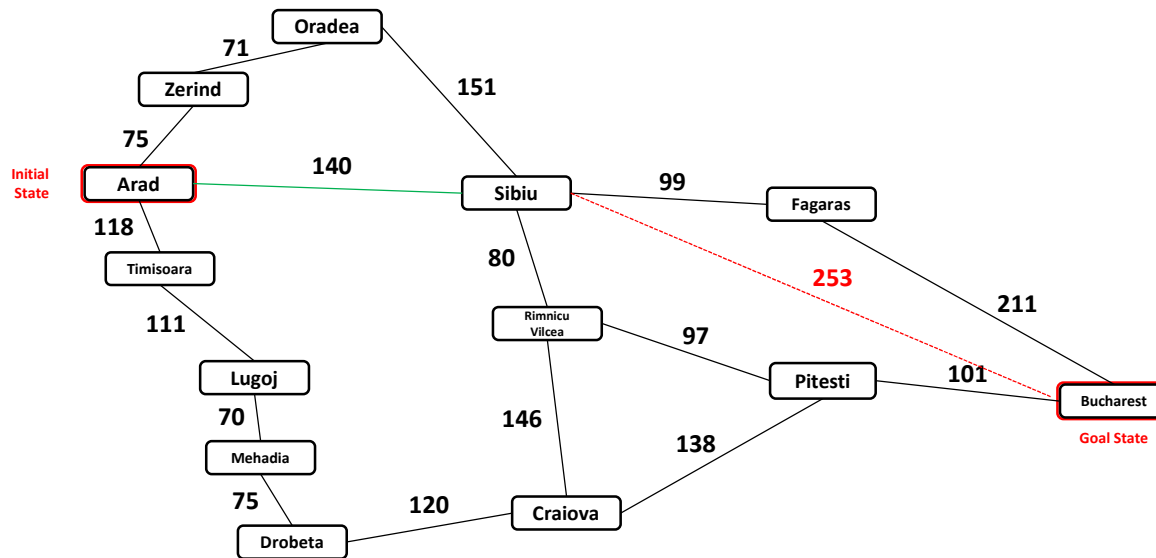 Oradea
71
Zerind
151
75
Initial
State
Arad
140
Sibiu
99
Fagaras
118
Timisoara
80
253
111
Rimnicu
Vilcea
97
211
Lugoj
Pitesti
101
Bucharest
70
146
138
Goal State
Mehadia
75
120
Craiova
Drobeta